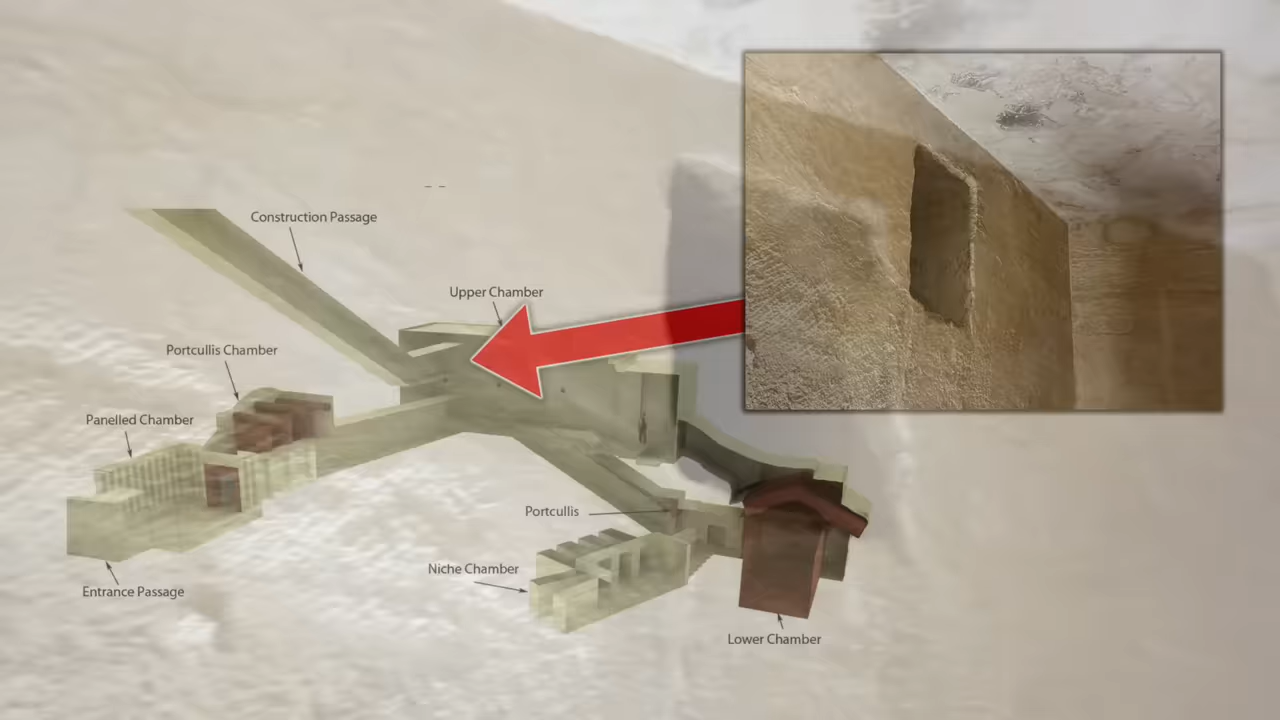 Construction Passage
Upper Chamber
Portcullis Chamber
Panelled Chamber
Portcullis
Niche Chamber
Entrance Passage
Lower Chamber